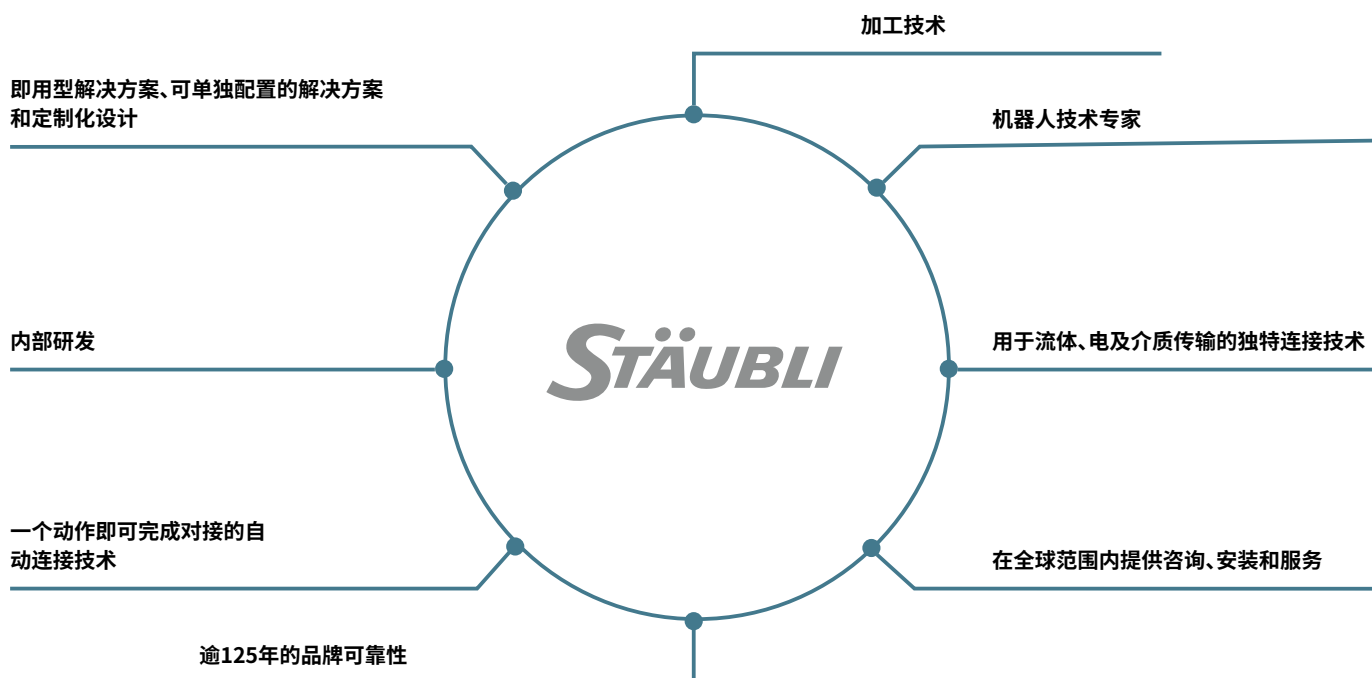 加工技术
即用型解决方案、可单独配置的解决方案
和定制化设计
机器人技术专家
STÄUBLI
内部研发
用于流体、电及介质传输的独特连接技术
一个动作即可完成对接的自
动连接技术
在全球范围内提供咨询、安装和服务
逾125年的品牌可靠性